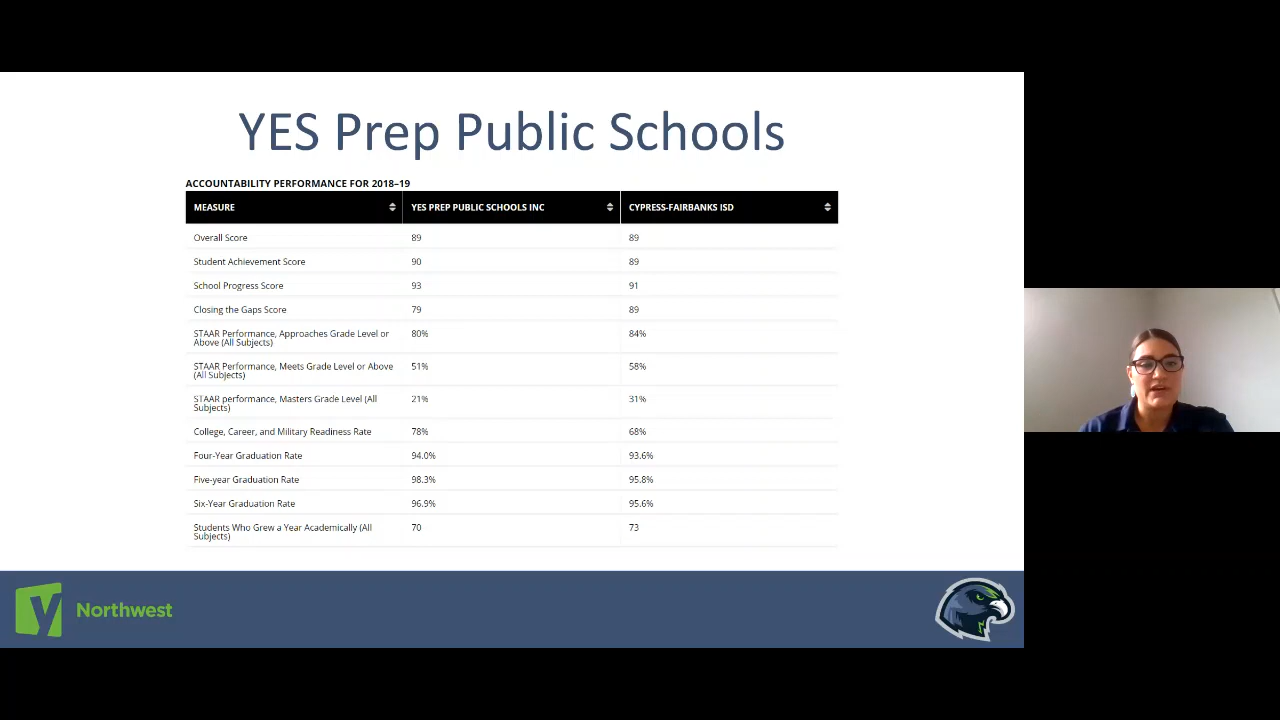 YES Prep Public Schools
ACCOUNTABILITY PERFORMANCE FOR 2018–19
MEASURE YES PREP PUBLIC SCHOOLS INC CYPRESS-FAIRBANKS ISD
Overall Score 89 89
Student Achievement Score 90 89
School Progress Score 93 91
Closing the Gaps Score 79 89
STAAR Performance, Approaches Grade Level or 80% 84%
Above (All Subjects)
STAAR Performance, Meets Grade Level or Above 51% 58%
(All Subjects)
STAAR performance, Masters Grade Level (All 21% 31%
Subjects)
College, Career, and Military Readiness Rate 78% 68%
Four-Year Graduation Rate 94.0% 93.6%
Five-year Graduation Rate 98.3% 95.8%
Six-Year Graduation Rate 96.9% 95.6%
Students Who Grew a Year Academically (All 70 73
Subjects)
Y Northwest